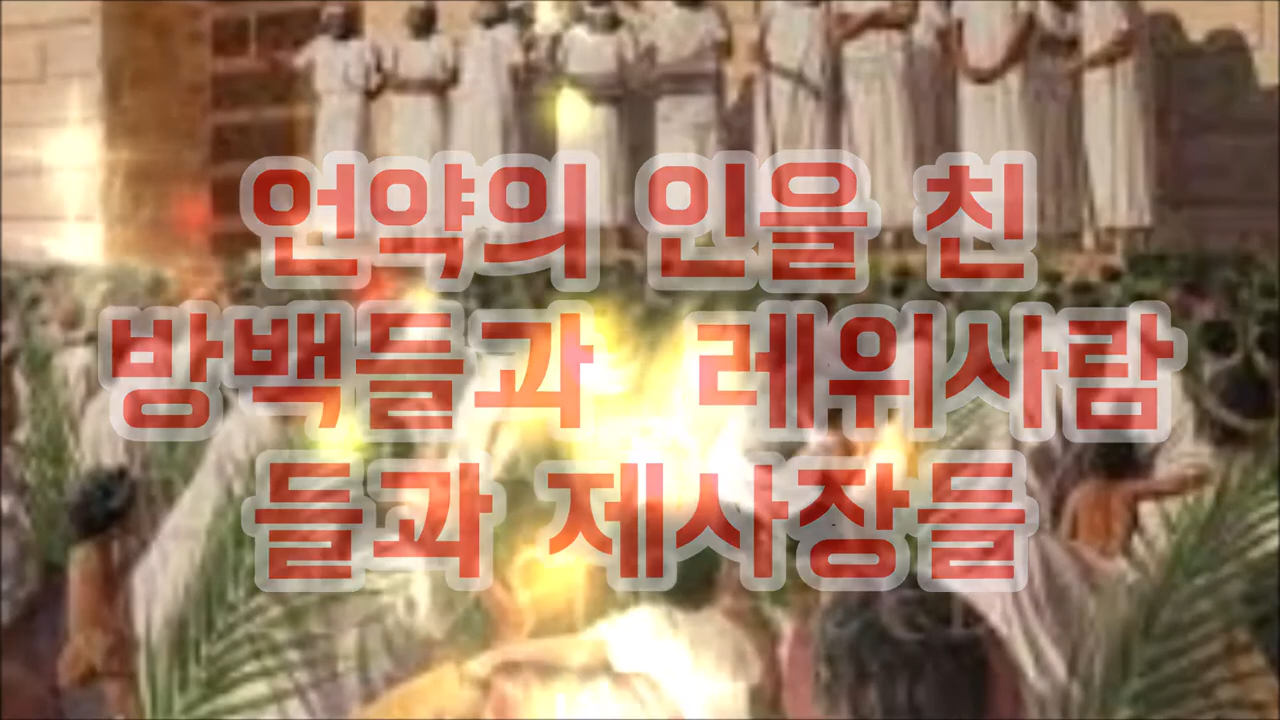 언약의 인을 친
방백들과 레위사람
들과 제사장들